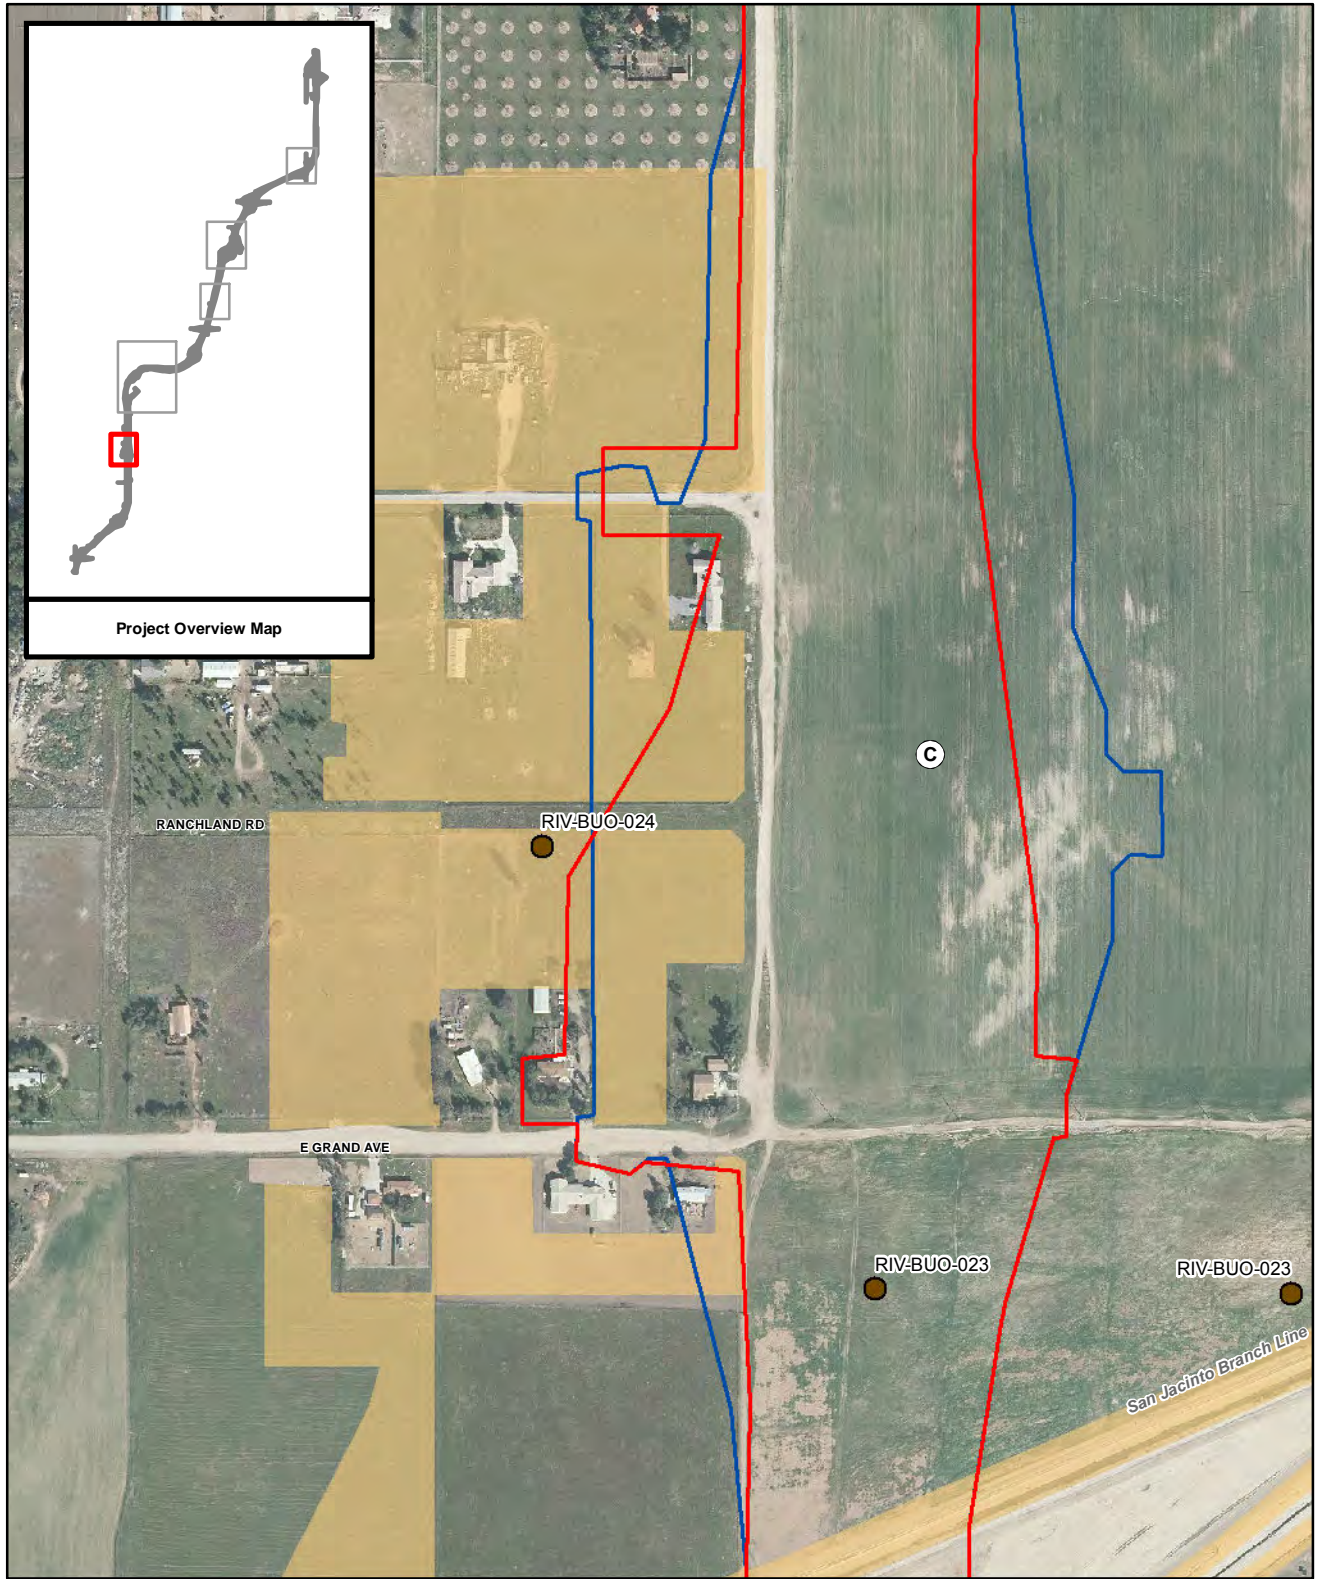 Project Overview Map
C
RIV-BUO-024
RANCHLAND RD
E GRAND AVE
RIV-BUO-023
RIV-BUO-023
San Jacinto Branch Line